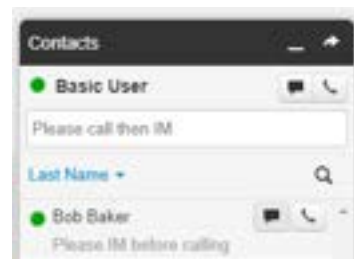 Contacts
Basic User
Please call then IM
Last Name
Bob Baker
Please IM before calling